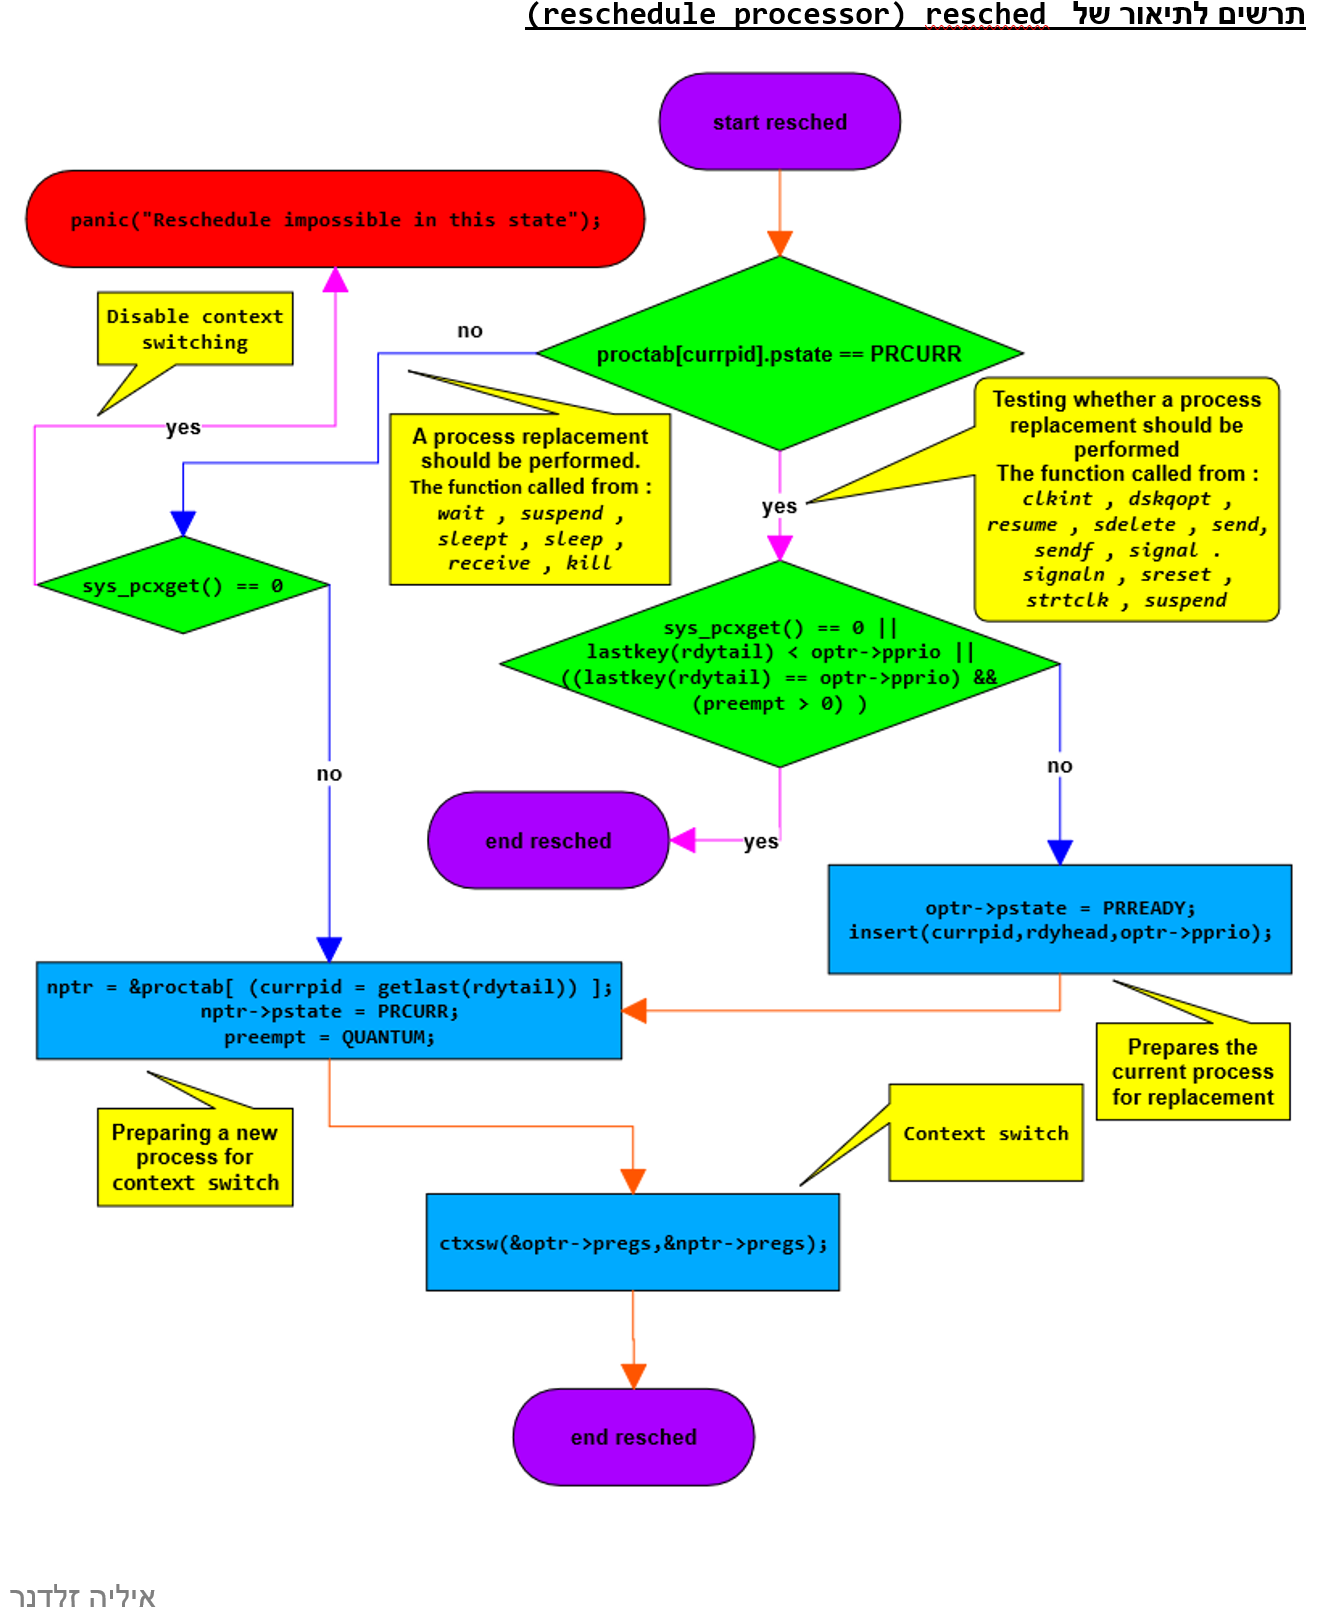 תרשים לתיאור של resched (reschedule processor)
start resched
panic("Reschedule impossible in this state");
Disable context
switching
no
proctab[currpid].pstate == PRCURR
yes
A process replacement
should be performed.
The function called from :
wait , suspend ,
sleept , sleep ,
receive , kill
Testing whether a process
replacement should be
performed
The function called from :
clkint , dskqopt ,
resume , sdelete , send,
sendf , signal .
signaln , sreset ,
strtclk , suspend
yes
sys_pcxget() == 0
sys_pcxget() == 0 ||
lastkey(rdytail) < optr->pprio ||
((lastkey(rdytail) == optr->pprio) &&
(preempt > 0) )
no
no
end resched
yes
optr->pstate = PRREADY;
insert(currpid,rdyhead,optr->pprio);
nptr = &proctab[ (currpid = getlast(rdytail)) ];
nptr->pstate = PRCURR;
preempt = QUANTUM;
Prepares the
current process
for replacement
Preparing a new
process for
context switch
Context switch
ctxsw(&optr->pregs,&nptr->pregs);
end resched
איליה זלדנר